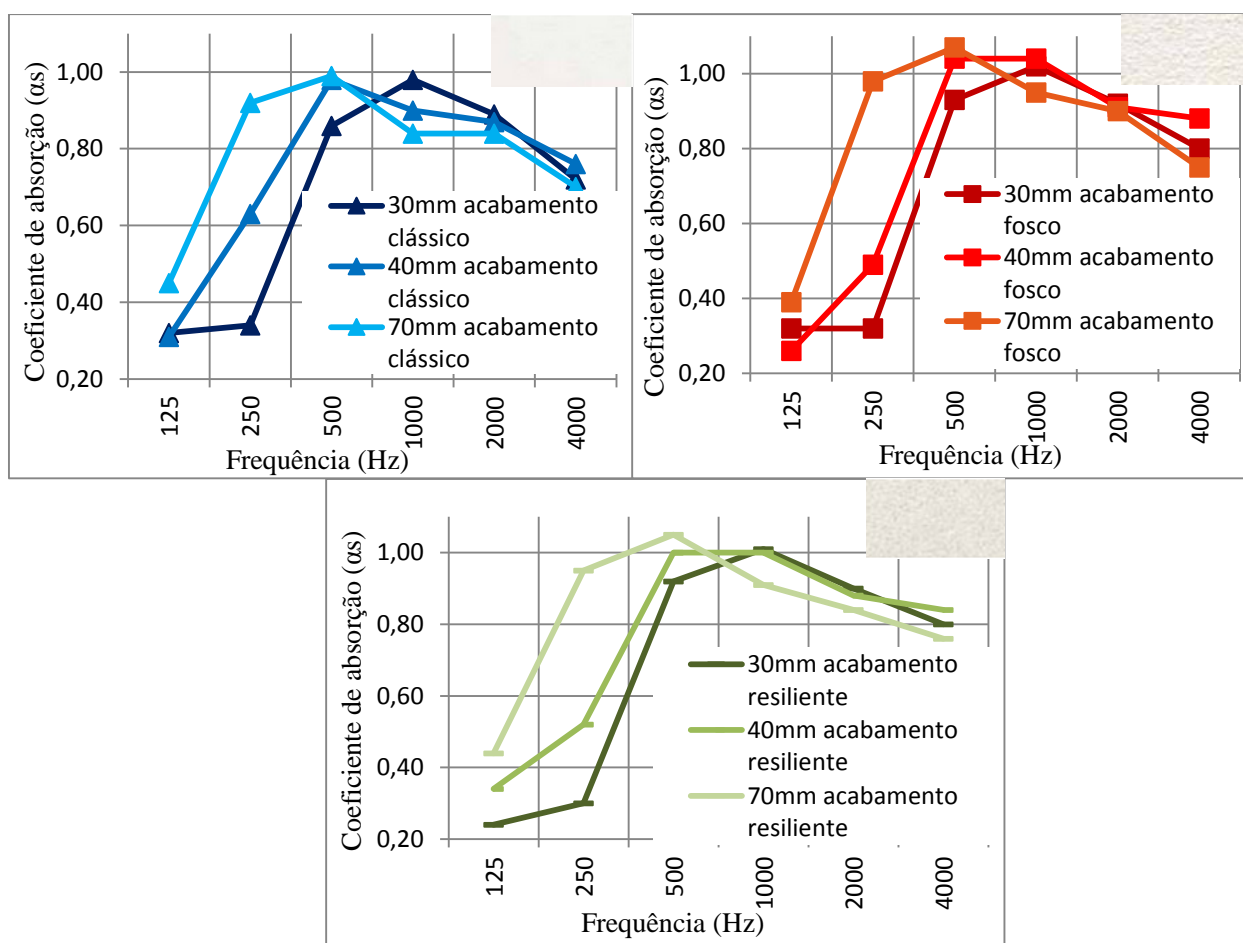 Coeficiente de absorção (αs)
1,00
0,80
0,60
0,40
0,20
30mm acabamento
clássico
40mm acabamento
clássico
70mm acabamento
clássico
125
250
500
1000
2000
4000
Frequência (Hz)
Coeficiente de absorção (αs)
1,00
0,80
0,60
0,40
0,20
30mm acabamento
fosco
40mm acabamento
fosco
70mm acabamento
fosco
125
250
500
1000
2000
4000
Frequência (Hz)
Coeficiente de absorção (αs)
1,00
0,80
0,60
0,40
0,20
30mm acabamento
resiliente
40mm acabamento
resiliente
70mm acabamento
resiliente
125
250
500
1000
2000
4000
Frequência (Hz)